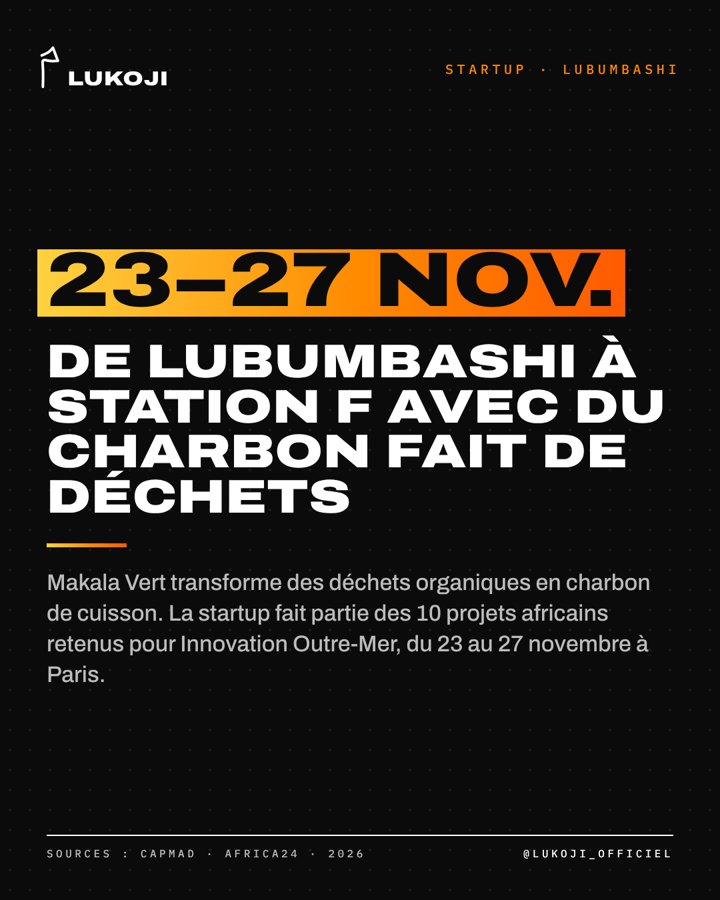 LUKOJI
STARTUP · LUBUMBASHI
23–27 NOV.
DE LUBUMBASHI À
STATION F AVEC DU
CHARBON FAIT DE
DÉCHETS
Makala Vert transforme des déchets organiques en charbon
de cuisson. La startup fait partie des 10 projets africains
retenus pour Innovation Outre-Mer, du 23 au 27 novembre à
Paris.
SOURCES : CAPMAD · AFRICA24 · 2026
@LUKOJI_OFFICIEL